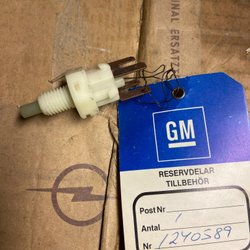 INAL ERSATZ
GM
RESERVDELAR
TILLBEHÖR
Post Nr
Antal 1
Nr 1240589